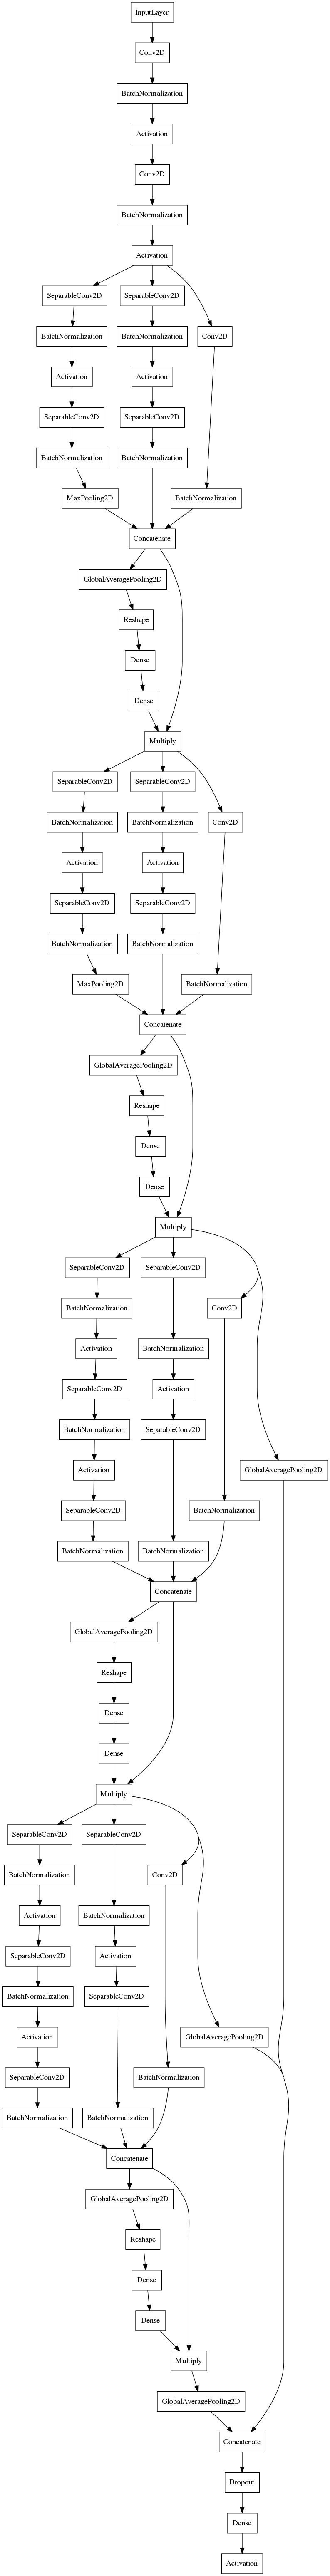 InputLayer
Conv2D
BatchNormalization
Activation
Conv2D
BatchNormalization
Activation
SeparableConv2D SeparableConv2D
BatchNormalization BatchNormalization Conv2D
Activation Activation
SeparableConv2D SeparableConv2D
BatchNormalization BatchNormalization
MaxPooling2D BatchNormalization
Concatenate
GlobalAveragePooling2D
Reshape
Dense
Dense
Multiply
SeparableConv2D SeparableConv2D
BatchNormalization BatchNormalization Conv2D
Activation Activation
SeparableConv2D SeparableConv2D
BatchNormalization BatchNormalization
MaxPooling2D BatchNormalization
Concatenate
GlobalAveragePooling2D
Reshape
Dense
Dense
Multiply
SeparableConv2D SeparableConv2D
BatchNormalization Conv2D
Activation BatchNormalization
SeparableConv2D Activation
BatchNormalization SeparableConv2D
Activation GlobalAveragePooling2D
SeparableConv2D BatchNormalization
BatchNormalization BatchNormalization
Concatenate
GlobalAveragePooling2D
Reshape
Dense
Dense
Multiply
SeparableConv2D SeparableConv2D
BatchNormalization Conv2D
Activation BatchNormalization
SeparableConv2D Activation
BatchNormalization SeparableConv2D
Activation GlobalAveragePooling2D
SeparableConv2D BatchNormalization
BatchNormalization BatchNormalization
Concatenate
GlobalAveragePooling2D
Reshape
Dense
Dense
Multiply
GlobalAveragePooling2D
Concatenate
Dropout
Dense
Activation